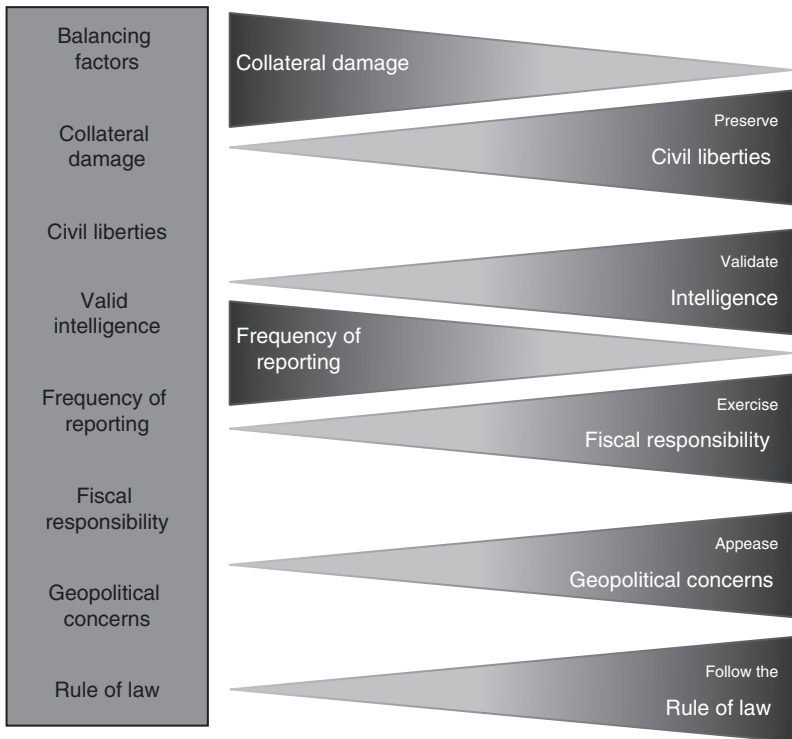 Balancing
factors
Collateral
damage
Civil liberties
Valid
intelligence
Frequency of
reporting
Fiscal
responsibility
Geopolitical
concerns
Rule of law
Collateral damage
Preserve
Civil liberties
Validate
Intelligence
Frequency of
reporting
Exercise
Fiscal responsibility
Appease
Geopolitical concerns
Follow the
Rule of law